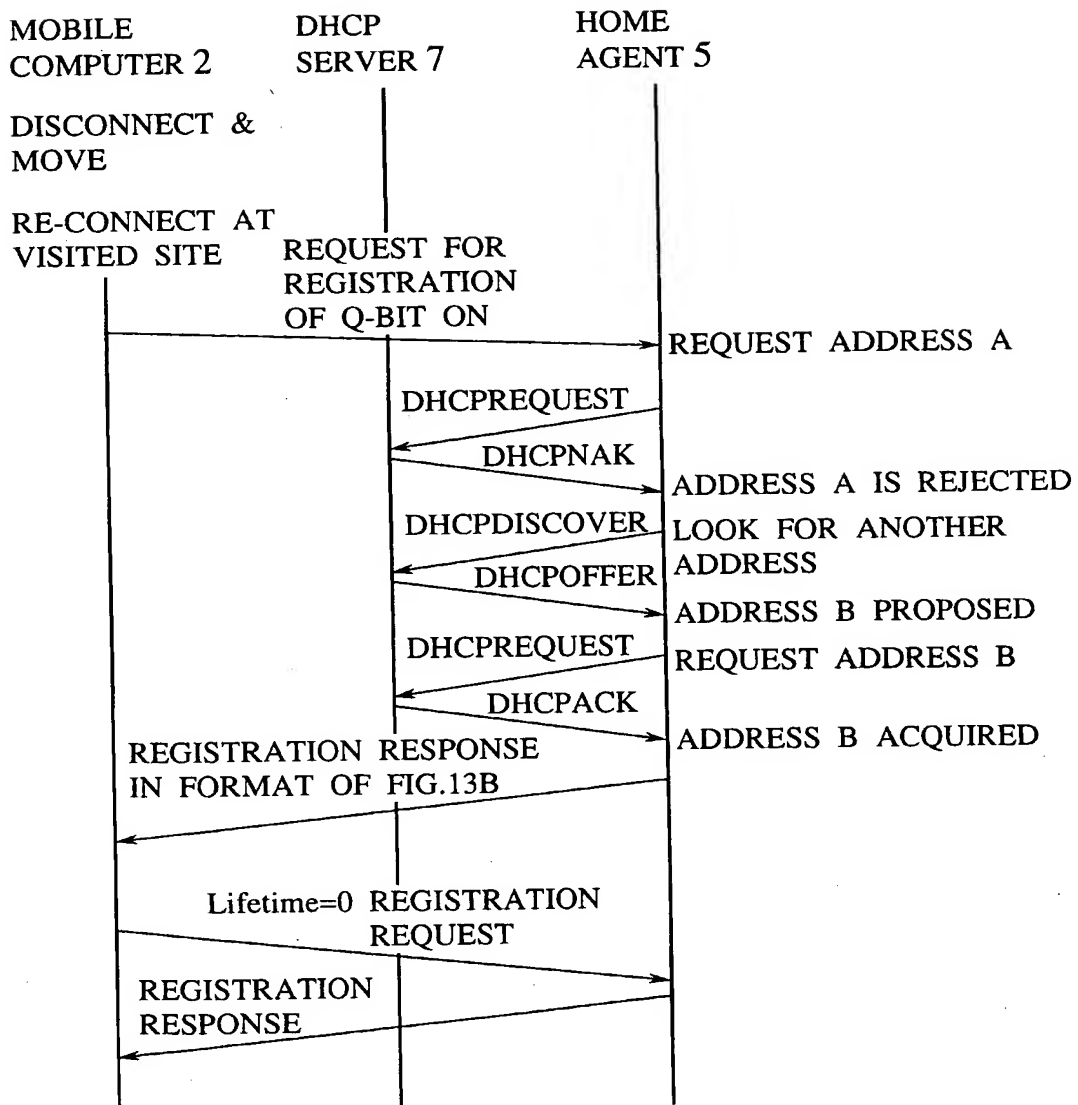 MOBILE
COMPUTER 2
DHCP
SERVER 7
HOME
AGENT 5
DISCONNECT &
MOVE
RE-CONNECT AT
VISITED SITE
REQUEST FOR
REGISTRATION
OF Q-BIT ON
REQUEST ADDRESS A
DHCPREQUEST
DHCPNAK
ADDRESS A IS REJECTED
DHCPDISCOVER
LOOK FOR ANOTHER
ADDRESS
DHCPOFFER
ADDRESS B PROPOSED
DHCPREQUEST
REQUEST ADDRESS B
DHCPACK
ADDRESS B ACQUIRED
REGISTRATION RESPONSE
IN FORMAT OF FIG.13B
Lifetime=0 REGISTRATION
REQUEST
REGISTRATION
RESPONSE